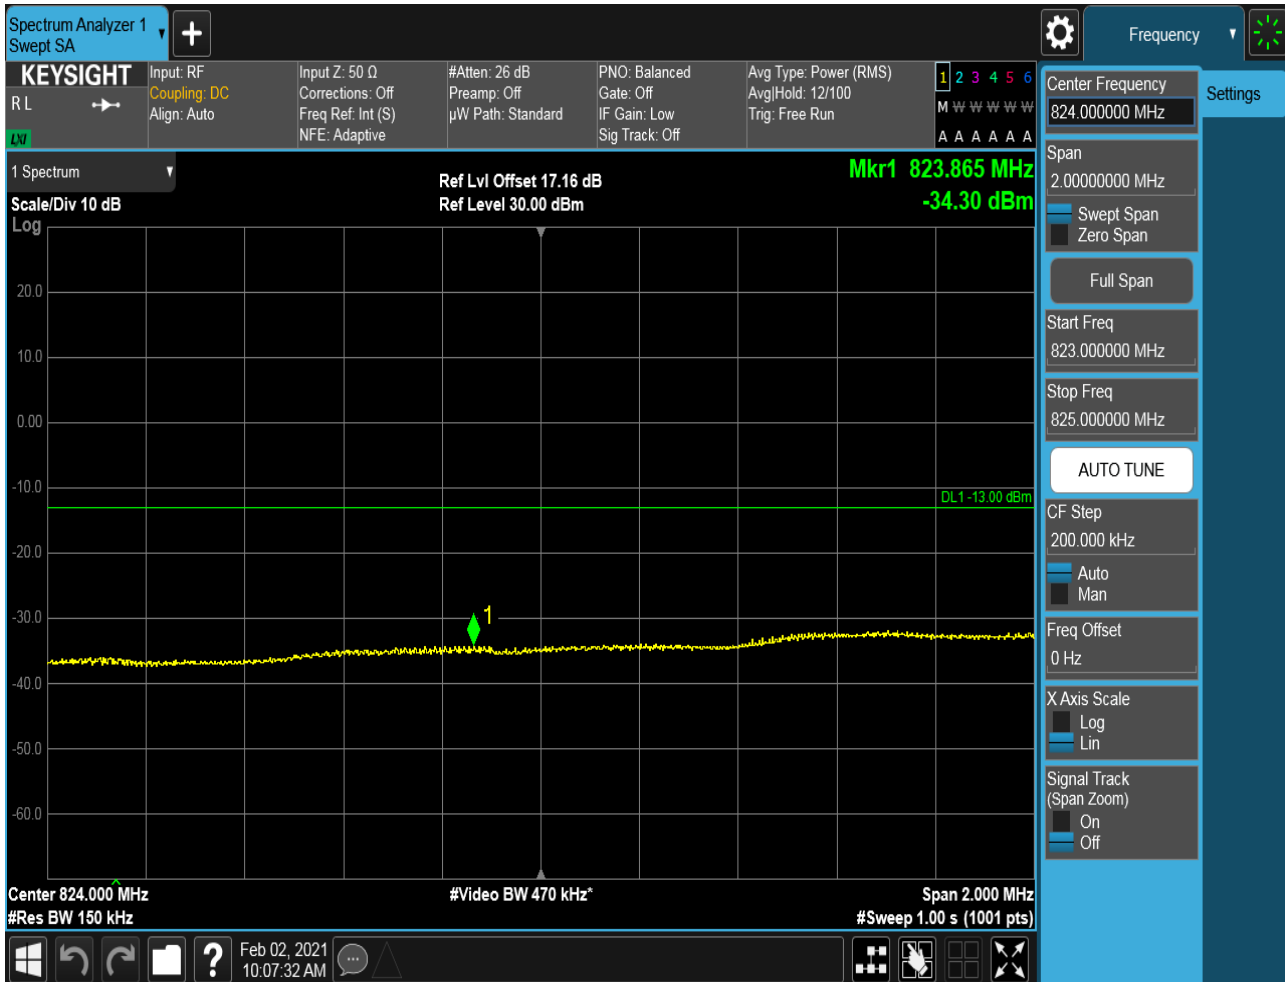 Spectrum Analyzer 1
Swept SA
+
Frequency
KEYSIGHT
R L
LXI
Input: RF
Coupling: DC
Align: Auto
Input Z: 50 Ω
Corrections: Off
Freq Ref: Int (S)
NFE: Adaptive
#Atten: 26 dB
Preamp: Off
µW Path: Standard
PNO: Balanced
Gate: Off
IF Gain: Low
Sig Track: Off
Avg Type: Power (RMS)
Avg|Hold: 12/100
Trig: Free Run
1 2 3 4 5 6
M W W W W W
A A A A A A
1 Spectrum
Scale/Div 10 dB
Log
Ref Lvl Offset 17.16 dB
Ref Level 30.00 dBm
Mkr1 823.865 MHz
-34.30 dBm
20.0
10.0
0.00
-10.0
DL1 -13.00 dBm
-20.0
-30.0
1
-40.0
-50.0
-60.0
Center 824.000 MHz
#Video BW 470 kHz*
Span 2.000 MHz
#Res BW 150 kHz
#Sweep 1.00 s (1001 pts)
Feb 02, 2021
10:07:32 AM
?
Center Frequency
824.000000 MHz
Settings
Span
2.00000000 MHz
Swept Span
Zero Span
Full Span
Start Freq
823.000000 MHz
Stop Freq
825.000000 MHz
AUTO TUNE
CF Step
200.000 kHz
Auto
Man
Freq Offset
0 Hz
X Axis Scale
Log
Lin
Signal Track
(Span Zoom)
On
Off